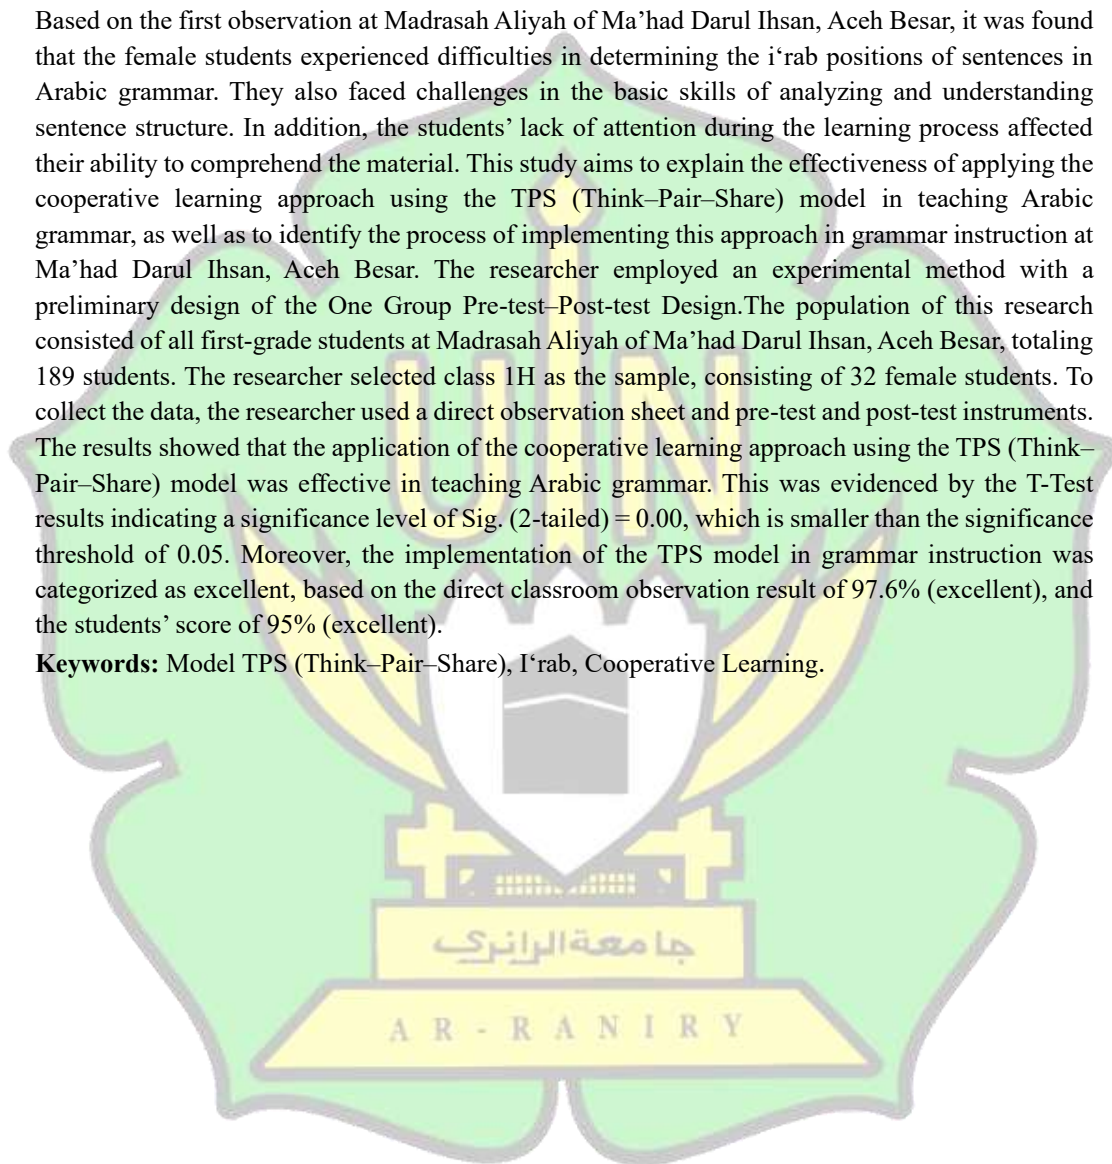 Based on the first observation at Madrasah Aliyah of Ma’had Darul Ihsan, Aceh Besar, it was found
that the female students experienced difficulties in determining the i‘rab positions of sentences in
Arabic grammar. They also faced challenges in the basic skills of analyzing and understanding
sentence structure. In addition, the students’ lack of attention during the learning process affected
their ability to comprehend the material. This study aims to explain the effectiveness of applying the
cooperative learning approach using the TPS (Think–Pair–Share) model in teaching Arabic
grammar, as well as to identify the process of implementing this approach in grammar instruction at
Ma’had Darul Ihsan, Aceh Besar. The researcher employed an experimental method with a
preliminary design of the One Group Pre-test–Post-test Design.The population of this research
consisted of all first-grade students at Madrasah Aliyah of Ma’had Darul Ihsan, Aceh Besar, totaling
189 students. The researcher selected class 1H as the sample, consisting of 32 female students. To
collect the data, the researcher used a direct observation sheet and pre-test and post-test instruments.
The results showed that the application of the cooperative learning approach using the TPS (Think–
Pair–Share) model was effective in teaching Arabic grammar. This was evidenced by the T-Test
results indicating a significance level of Sig. (2-tailed) = 0.00, which is smaller than the significance
threshold of 0.05. Moreover, the implementation of the TPS model in grammar instruction was
categorized as excellent, based on the direct classroom observation result of 97.6% (excellent), and
the students’ score of 95% (excellent).
Keywords: Model TPS (Think–Pair–Share), I‘rab, Cooperative Learning.
UIN
جامعة الرانري
AR-RANIRY